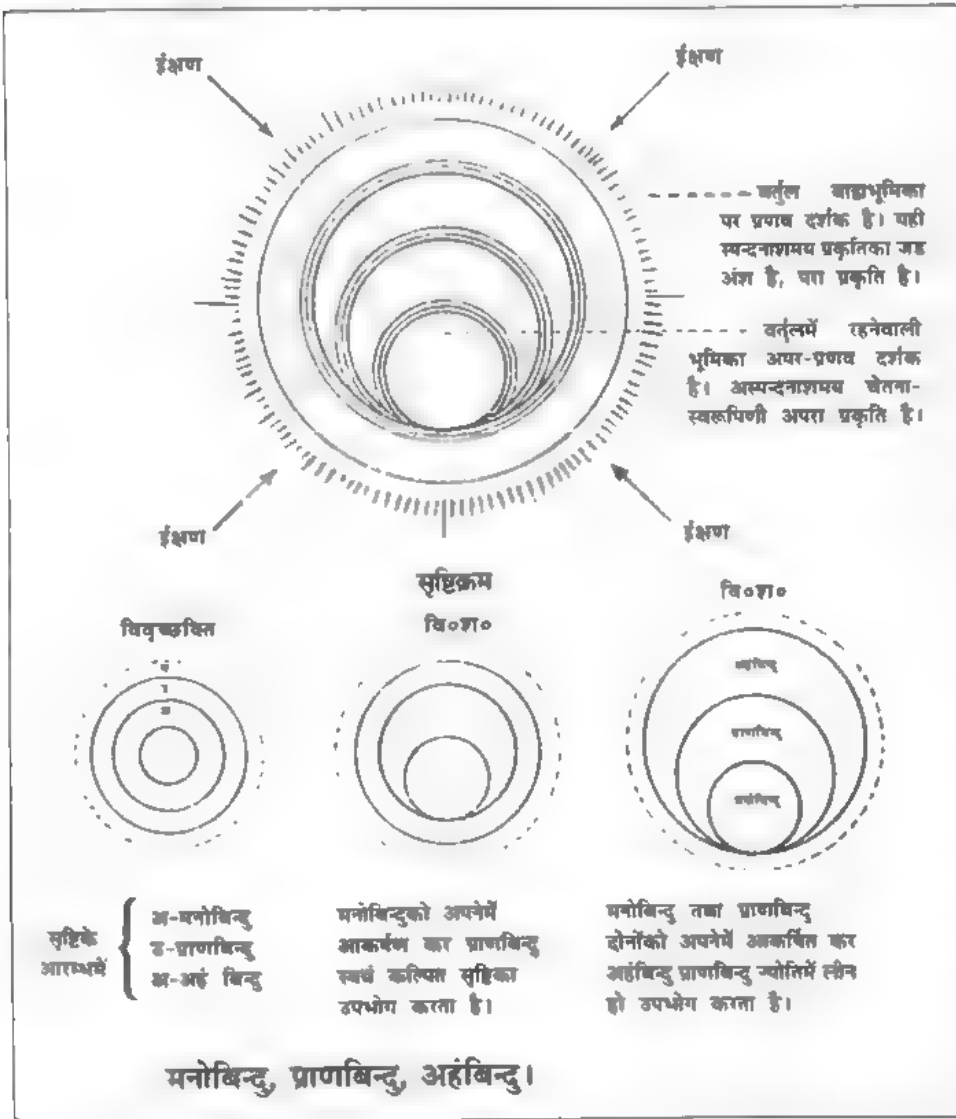 ईक्षण
ईक्षण
वर्तुल बाह्यभूमिका
पर प्रणव दर्शक है। यही
स्पन्दनाशमय प्रकृतिका जड
अंश है, परा प्रकृति है।
वर्तुलमें रहनेवाली
भूमिका अपर-प्रणव दर्शक
है। अस्पन्दनाशमय चेतना-
स्वरूपिणी अपरा प्रकृति है।
ईक्षण
ईक्षण
सृष्टिक्रम
वि०श०
वि०श०
अहंबिन्दु
प्राणबिन्दु
मनोबिन्दु
सृष्टिके
आरम्भमें
अ-मनोबिन्दु
उ-प्राणबिन्दु
अ-अहं बिन्दु
मनोबिन्दुको अपनेमें
आकर्षण कर प्राणबिन्दु
स्वयं कल्पित सृष्टिका
उपभोग करता है।
मनोबिन्दु तथा प्राणबिन्दु
दोनोंको अपनेमें आकर्षित कर
अहंबिन्दु प्राणबिन्दु ज्योतिमें लीन
हो उपभोग करता है।
मनोबिन्दु, प्राणबिन्दु, अहंबिन्दु।